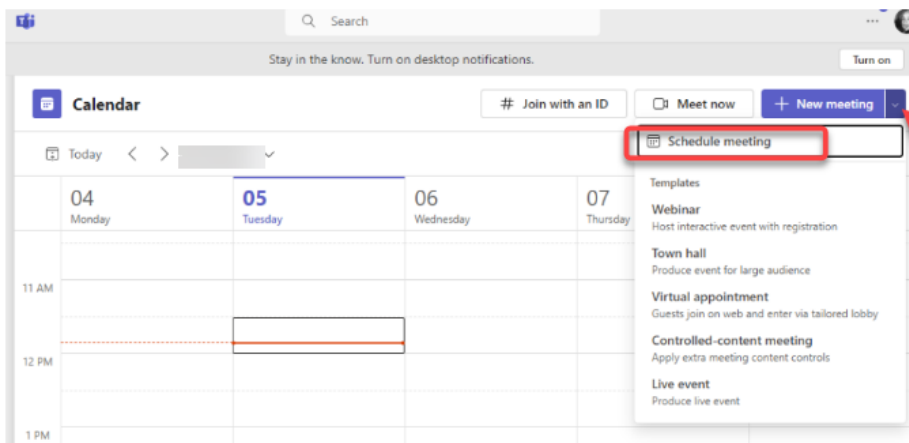 Search
Stay in the know. Turn on desktop notifications.
Turn on
Calendar
# Join with an ID
Meet now
+ New meeting
Today
Schedule meeting
04
Monday
05
Tuesday
06
Wednesday
07
Thursday
Templates
Webinar
Host interactive event with registration
Town hall
Produce event for large audience
Virtual appointment
Guests join on web and enter via tailored lobby
Controlled-content meeting
Apply extra meeting content controls
Live event
Produce live event
11 AM
12 PM
1 PM